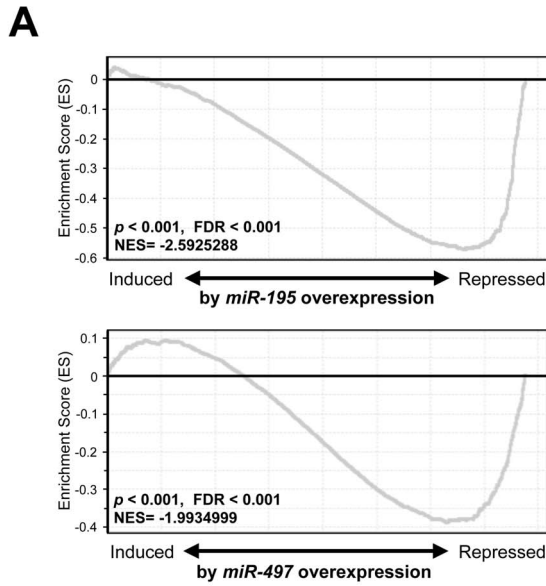 A
Enrichment Score (ES)
0
-0.1
-0.2
-0.3
-0.4
-0.5
-0.6
p < 0.001, FDR < 0.001
NES= -2.5925288
Induced Repressed
by miR-195 overexpression
Enrichment Score (ES)
0.1
0
-0.1
-0.2
-0.3
-0.4
p < 0.001, FDR < 0.001
NES= -1.9934999
Induced Repressed
by miR-497 overexpression